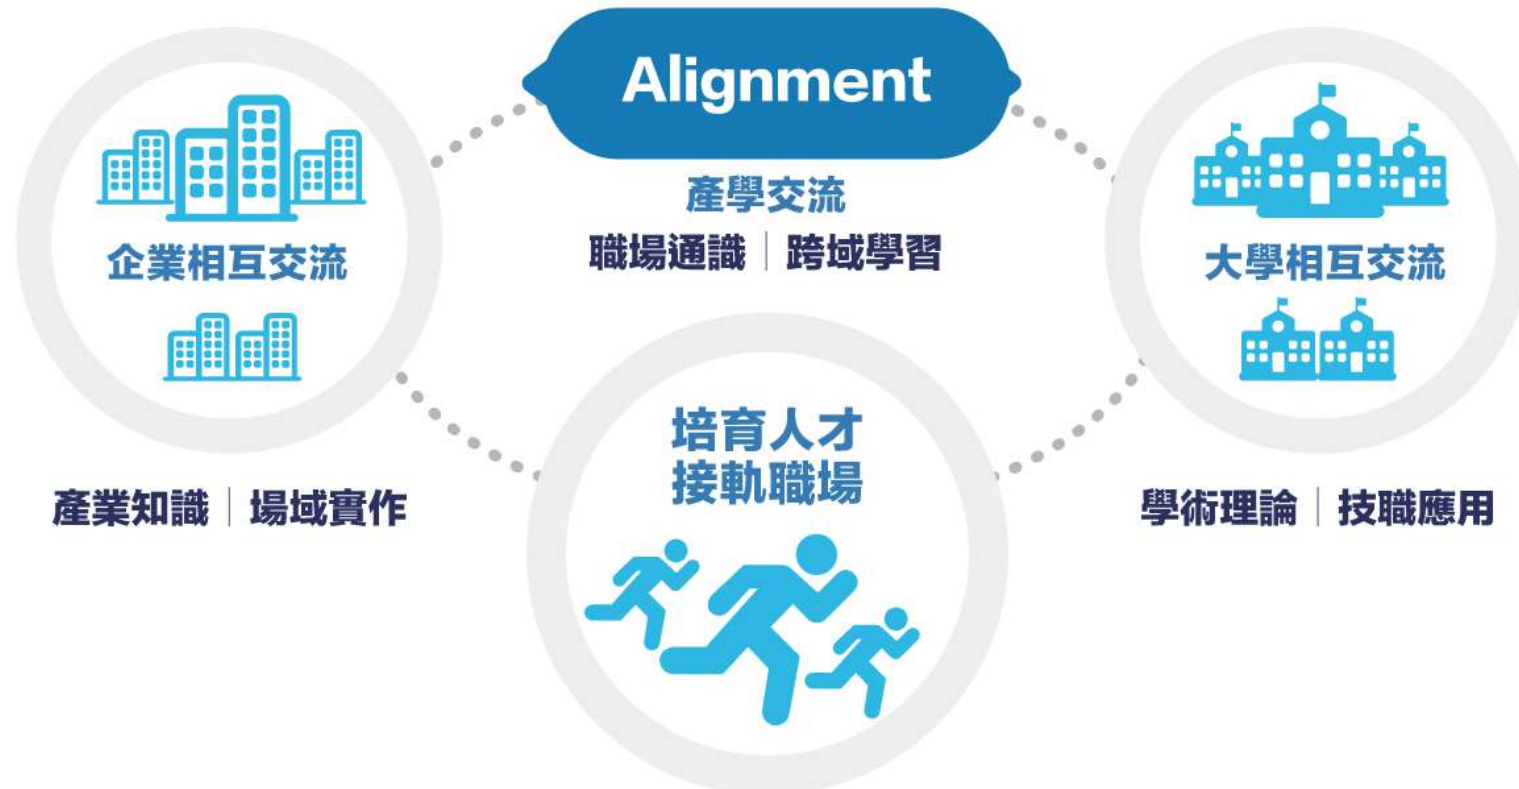 Alignment
產學交流
職場通識｜跨域學習
企業相互交流
產業知識｜場域實作
大學相互交流
學術理論｜技職應用
培育人才
接軌職場